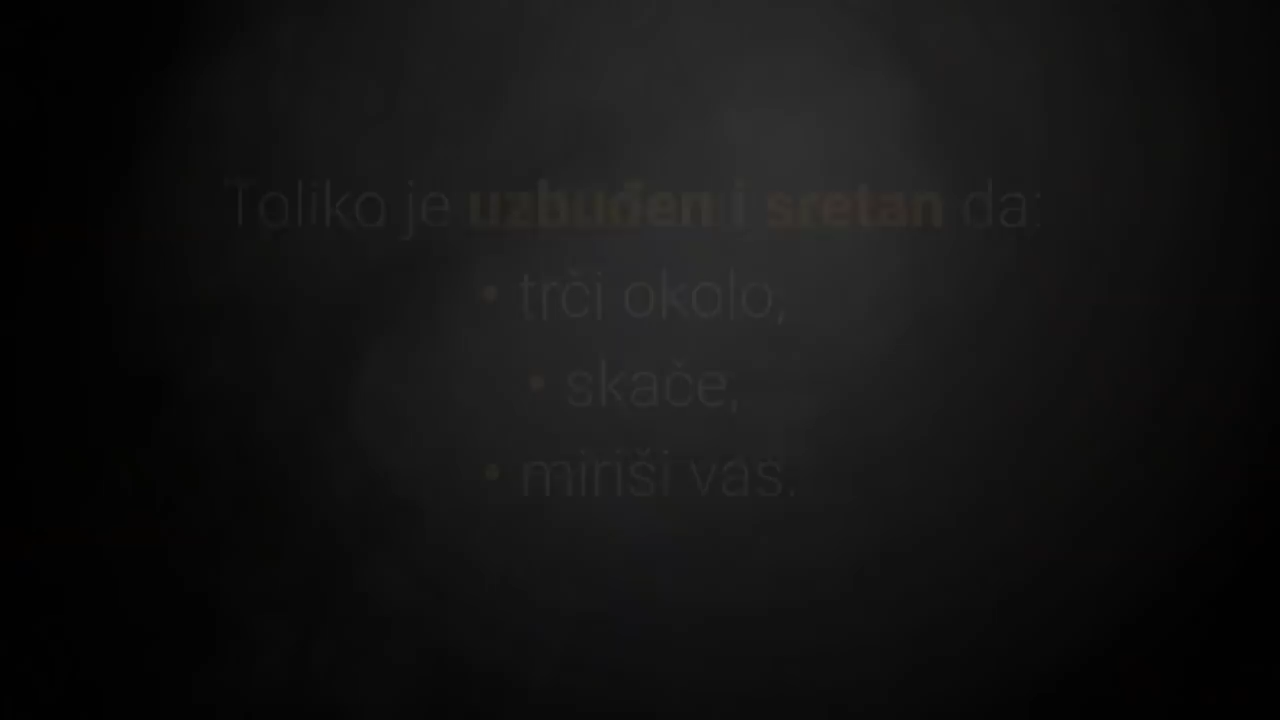 Toliko je uzbuđen i sretan da:
• trči okolo,
• skače,
• miriši vas.